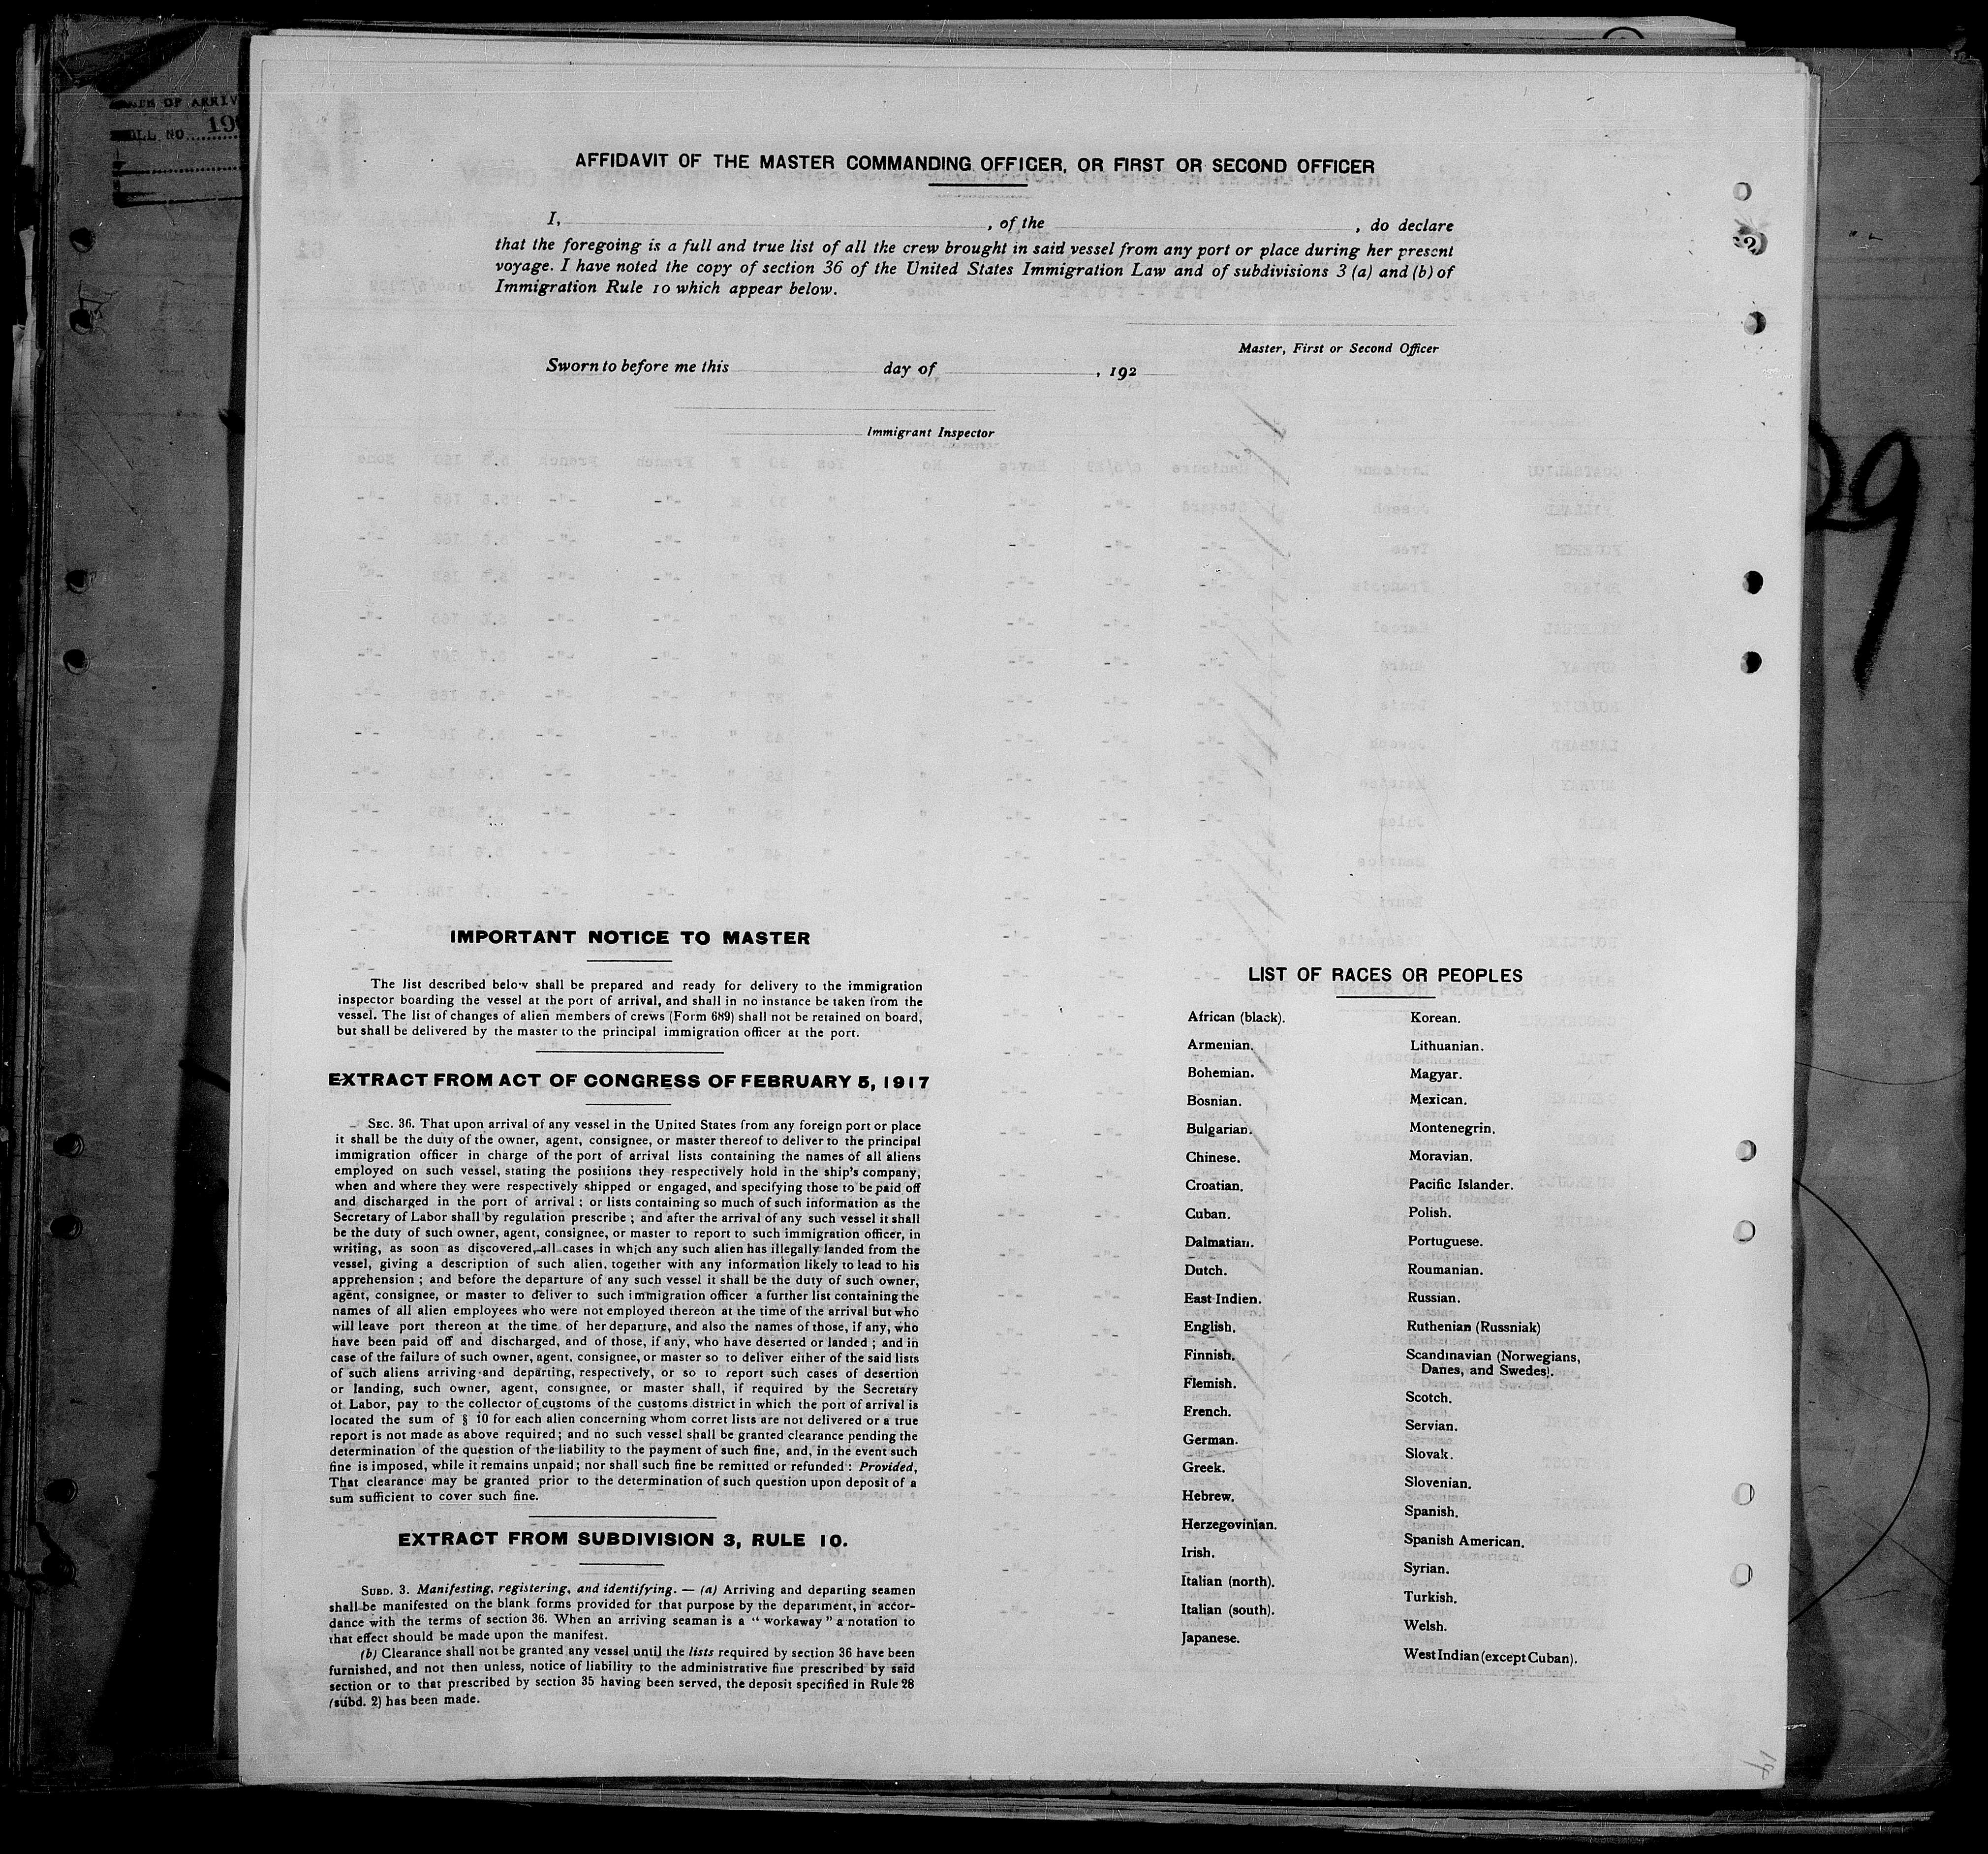 OF ARRIV
ROLL NO. 19
AFFIDAVIT OF THE MASTER COMMANDING OFFICER, OR FIRST OR SECOND OFFICER
I, , of the , do declare
that the foregoing is a full and true list of all the crew brought in said vessel from any port or place during her present
voyage. I have noted the copy of section 36 of the United States Immigration Law and of subdivisions 3 (a) and (b) of
Immigration Rule 10 which appear below.
Master, First or Second Officer
Sworn to before me this day of , 192
Immigrant Inspector
29
IMPORTANT NOTICE TO MASTER
The list described below shall be prepared and ready for delivery to the immigration
inspector boarding the vessel at the port of arrival, and shall in no instance be taken from the
vessel. The list of changes of alien members of crews (Form 689) shall not be retained on board,
but shall be delivered by the master to the principal immigration officer at the port.
EXTRACT FROM ACT OF CONGRESS OF FEBRUARY 5, 1917
SEC. 36. That upon arrival of any vessel in the United States from any foreign port or place
it shall be the duty of the owner, agent, consignee, or master thereof to deliver to the principal
immigration officer in charge of the port of arrival lists containing the names of all aliens
employed on such vessel, stating the positions they respectively hold in the ship's company,
when and where they were respectively shipped or engaged, and specifying those to be paid off
and discharged in the port of arrival ; or lists containing so much of such information as the
Secretary of Labor shall by regulation prescribe ; and after the arrival of any such vessel it shall
be the duty of such owner, agent, consignee, or master to report to such immigration officer, in
writing, as soon as discovered, all cases in which any such alien has illegally landed from the
vessel, giving a description of such alien, together with any information likely to lead to his
apprehension ; and before the departure of any such vessel it shall be the duty of such owner,
agent, consignee, or master to deliver to such immigration officer a further list containing the
names of all alien employees who were not employed thereon at the time of the arrival but who
will leave port thereon at the time of her departure, and also the names of those, if any, who
have been paid off and discharged, and of those, if any, who have deserted or landed ; and in
case of the failure of such owner, agent, consignee, or master so to deliver either of the said lists
of such aliens arriving and departing, respectively, or so to report such cases of desertion
or landing, such owner, agent, consignee, or master shall, if required by the Secretary
of Labor, pay to the collector of customs of the customs district in which the port of arrival is
located the sum of § 10 for each alien concerning whom corret lists are not delivered or a true
report is not made as above required ; and no such vessel shall be granted clearance pending the
determination of the question of the liability to the payment of such fine, and, in the event such
fine is imposed, while it remains unpaid ; nor shall such fine be remitted or refunded : Provided,
That clearance may be granted prior to the determination of such question upon deposit of a
sum sufficient to cover such fine.
EXTRACT FROM SUBDIVISION 3, RULE 10.
SUBD. 3. Manifesting, registering, and identifying. — (a) Arriving and departing seamen
shall be manifested on the blank forms provided for that purpose by the department, in accor-
dance with the terms of section 36. When an arriving seaman is a " workaway " a notation to
that effect should be made upon the manifest.
(b) Clearance shall not be granted any vessel until the lists required by section 36 have been
furnished, and not then unless, notice of liability to the administrative fine prescribed by said
section or to that prescribed by section 35 having been served, the deposit specified in Rule 28
(subd. 2) has been made.
LIST OF RACES OR PEOPLES
African (black).
Armenian.
Bohemian.
Bosnian.
Bulgarian.
Chinese.
Croatian.
Cuban.
Dalmatian.
Dutch.
East Indien.
English.
Finnish.
Flemish.
French.
German.
Greek.
Hebrew.
Herzegovinian.
Irish.
Italian (north).
Italian (south).
Japanese.
Korean.
Lithuanian.
Magyar.
Mexican.
Montenegrin.
Moravian.
Pacific Islander.
Polish.
Portuguese.
Roumanian.
Russian.
Ruthenian (Russniak)
Scandinavian (Norwegians,
Danes, and Swedes).
Scotch.
Servian.
Slovak.
Slovenian.
Spanish.
Spanish American.
Syrian.
Turkish.
Welsh.
West Indian (except Cuban).